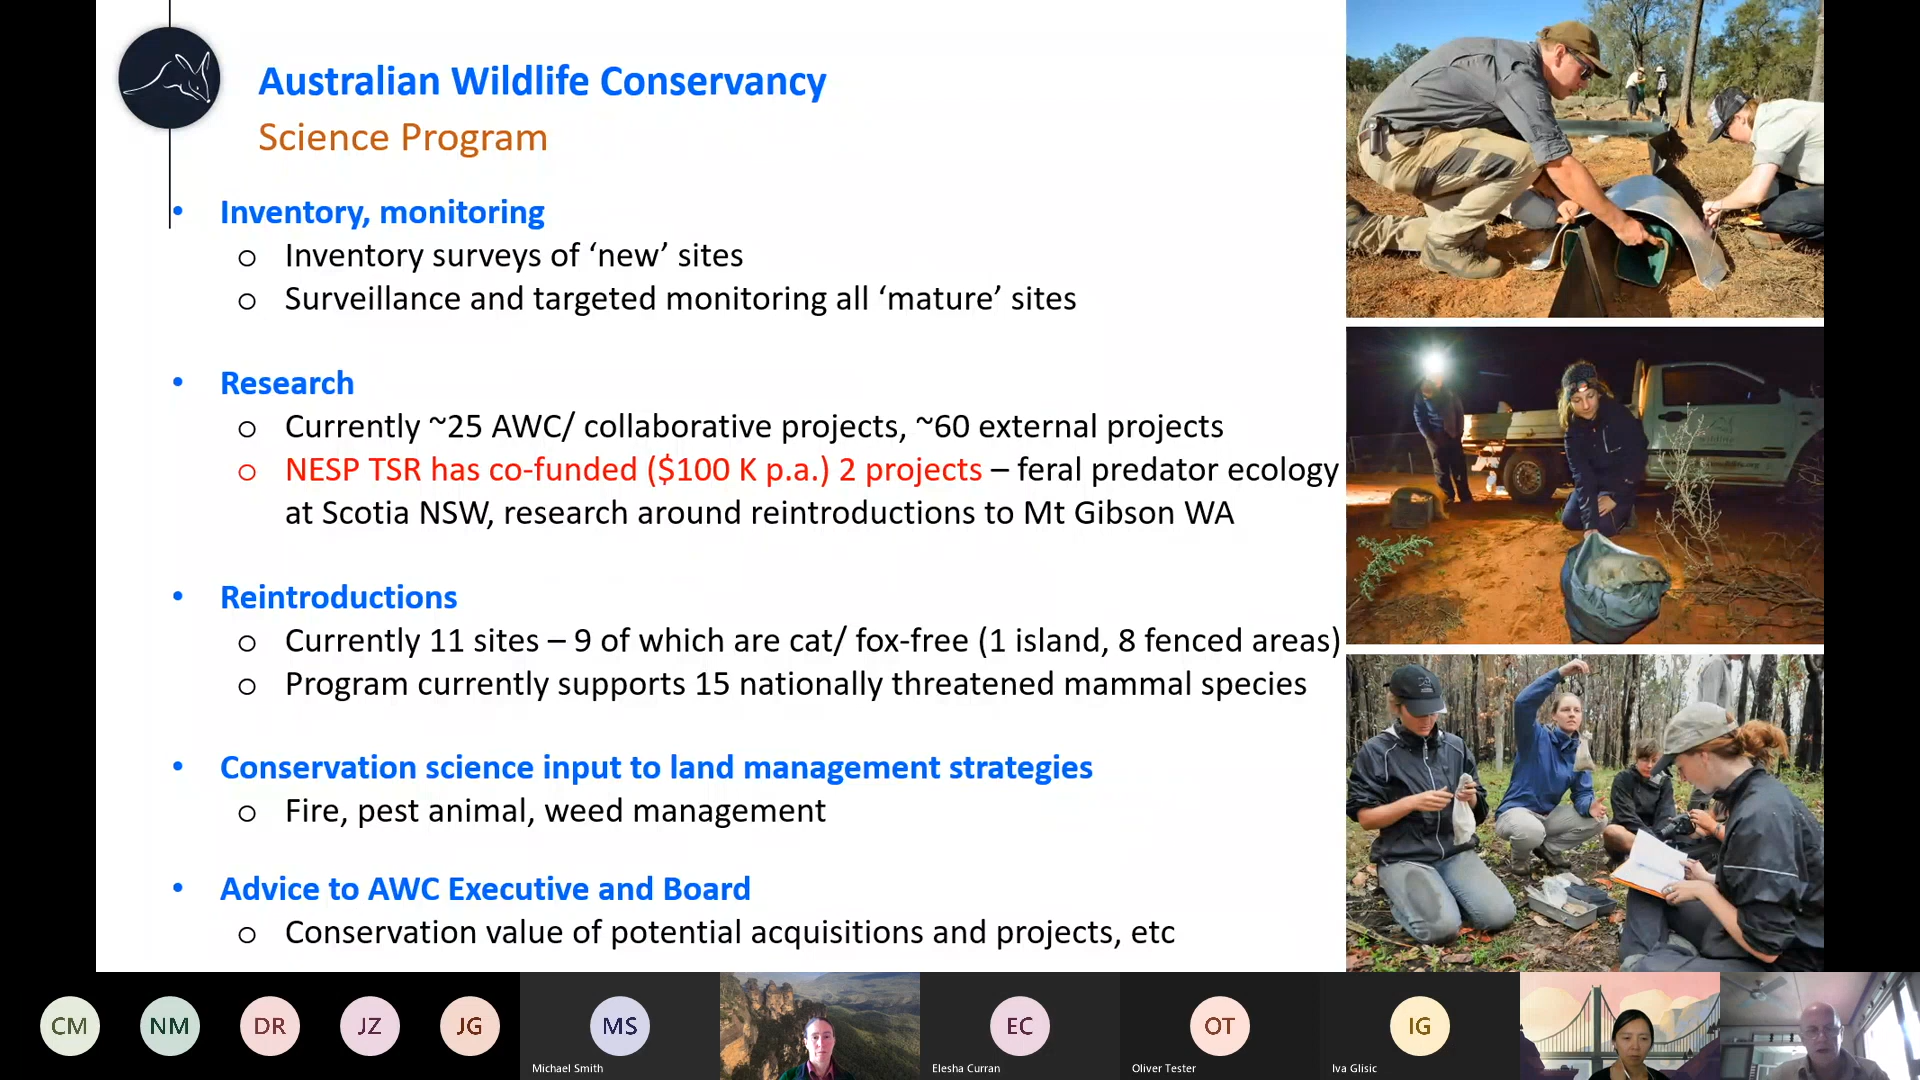 Australian Wildlife Conservancy
Science Program
• Inventory, monitoring
o Inventory surveys of ‘new’ sites
o Surveillance and targeted monitoring all ‘mature’ sites
• Research
o Currently ~25 AWC/ collaborative projects, ~60 external projects
o NESP TSR has co-funded ($100 K p.a.) 2 projects – feral predator ecology
at Scotia NSW, research around reintroductions to Mt Gibson WA
• Reintroductions
o Currently 11 sites – 9 of which are cat/ fox-free (1 island, 8 fenced areas)
o Program currently supports 15 nationally threatened mammal species
• Conservation science input to land management strategies
o Fire, pest animal, weed management
• Advice to AWC Executive and Board
o Conservation value of potential acquisitions and projects, etc
CM
NM
DR
JZ
JG
MS
EC
OT
IG
Michael Smith
Elesha Curran
Oliver Tester
Iva Glisic